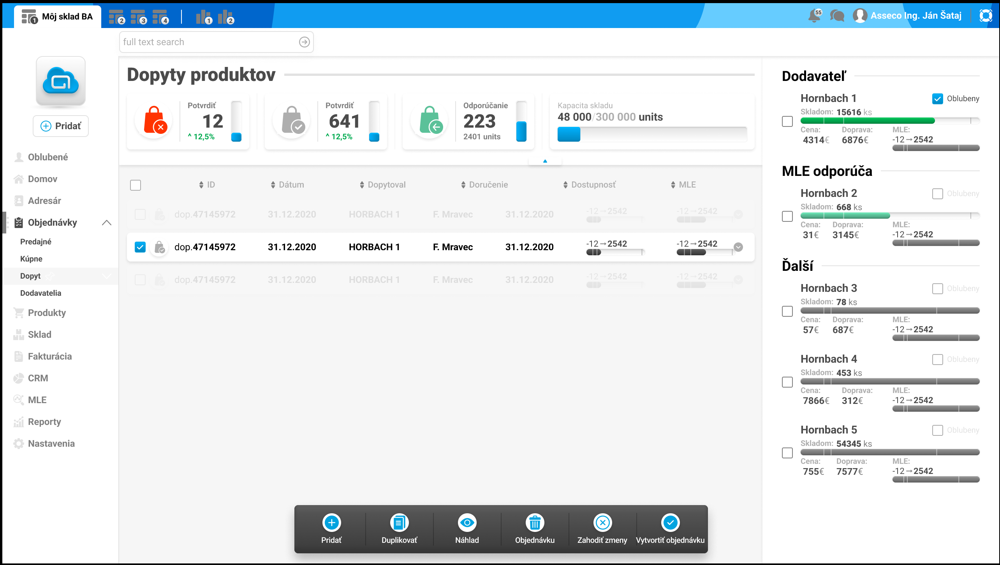 1 Môj sklad BA 2 3 4 1 2 55 Asseco Ing. Ján Šataj
full text search
Pridať
Oblubené
Domov
Adresár
Objednávky
Predajné
Kúpne
Dopyt
Dodavatelia
Produkty
Sklad
Fakturácia
CRM
MLE
Reporty
Nastavenia
Dopyty produktov
Potvrdiť
12
^ 12,5%
Potvrdiť
641
^ 12,5%
Odporúčanie
223
2401 units
Kapacita skladu
48 000/300 000 units
ID Dátum Dopytoval Doručenie Dostupnosť MLE
dop.47145972 31.12.2020 HORBACH 1 F. Mravec 31.12.2020 -12→2542 -12→2542
dop.47145972 31.12.2020 HORBACH 1 F. Mravec 31.12.2020 -12→2542 -12→2542
dop.47145972 31.12.2020 HORBACH 1 F. Mravec 31.12.2020 -12→2542 -12→2542
Pridať Duplikovať Náhlad Objednávku Zahodiť zmeny Vytvortiť objednávku
Dodavateľ
Hornbach 1 Oblubeny
Skladom: 15616 ks
Cena: Doprava: MLE:
4314€ 6876€ -12→2542
MLE odporúča
Hornbach 2 Oblubeny
Skladom: 668 ks
Cena: Doprava: MLE:
31€ 3145€ -12→2542
Ďalší
Hornbach 3 Oblubeny
Skladom: 78 ks
Cena: Doprava: MLE:
57€ 687€ -12→2542
Hornbach 4 Oblubeny
Skladom: 453 ks
Cena: Doprava: MLE:
7866€ 312€ -12→2542
Hornbach 5 Oblubeny
Skladom: 54345 ks
Cena: Doprava: MLE:
755€ 7577€ -12→2542